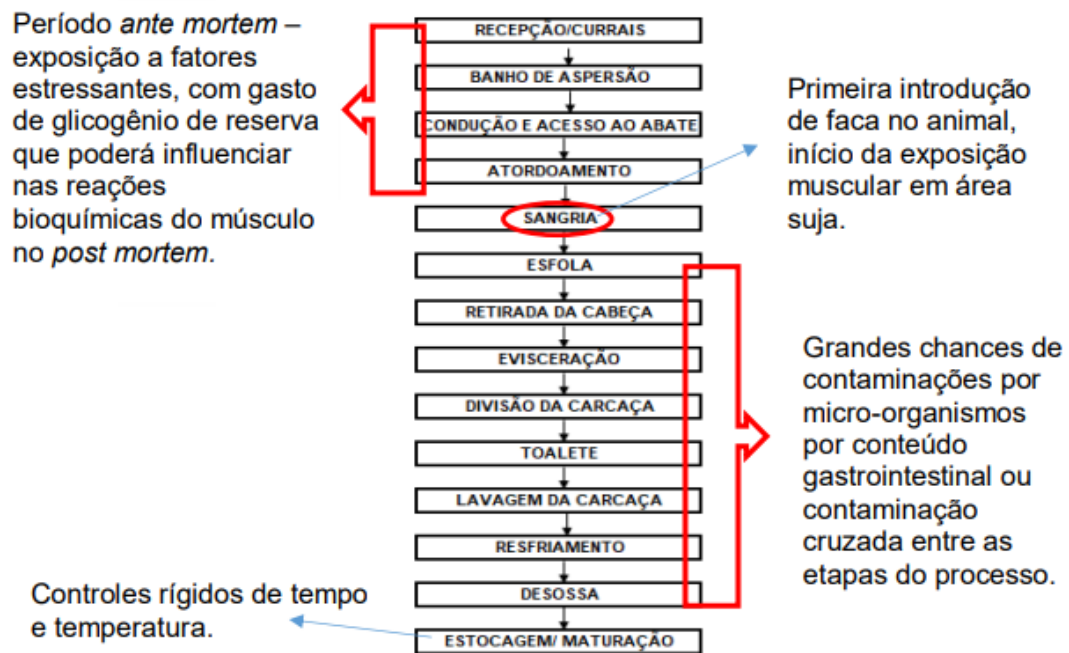 Período ante mortem –
exposição a fatores
estressantes, com gasto
de glicogênio de reserva
que poderá influenciar
nas reações
bioquímicas do músculo
no post mortem.
RECEPÇÃO/CURRAIS
BANHO DE ASPERSÃO
CONDUÇÃO E ACESSO AO ABATE
ATORDOAMENTO
SANGRIA
ESFOLA
RETIRADA DA CABEÇA
EVISCERAÇÃO
DIVISÃO DA CARCAÇA
TOALETE
LAVAGEM DA CARCAÇA
RESFRIAMENTO
DESOSSA
ESTOCAGEM/ MATURAÇÃO
Primeira introdução
de faca no animal,
início da exposição
muscular em área
suja.
Grandes chances de
contaminações por
micro-organismos
por conteúdo
gastrointestinal ou
contaminação
cruzada entre as
etapas do processo.
Controles rígidos de tempo
e temperatura.